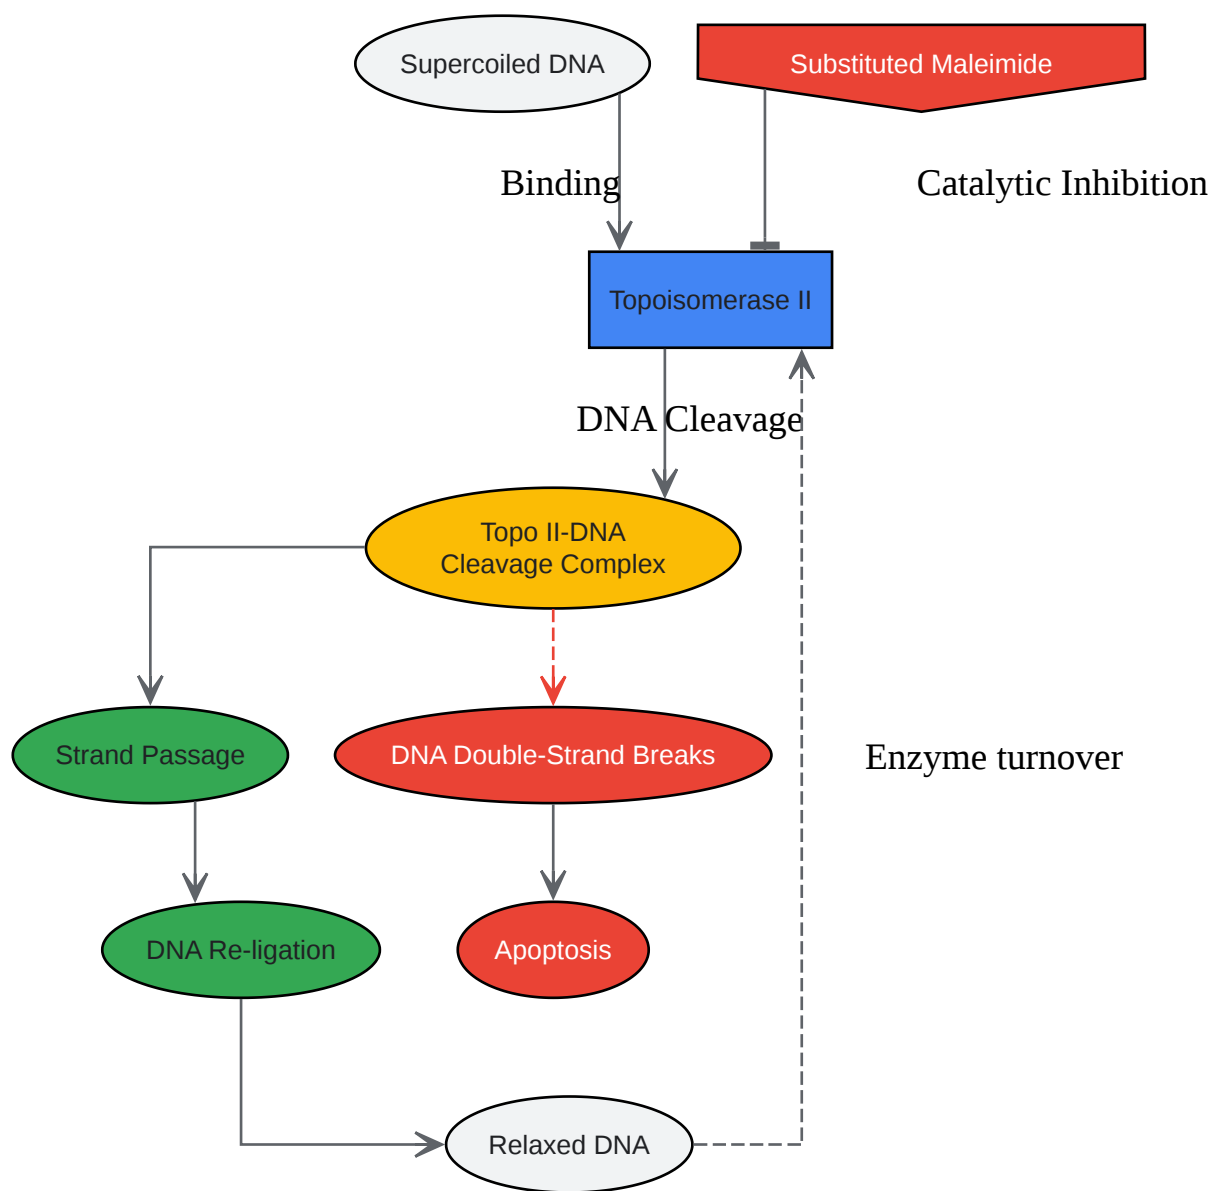 Supercoiled DNA
Substituted Maleimide
Binding
Catalytic Inhibition
Topoisomerase II
DNA Cleavage
Topo II-DNA
Cleavage Complex
Strand Passage
DNA Double-Strand Breaks
Enzyme turnover
DNA Re-ligation
Apoptosis
Relaxed DNA